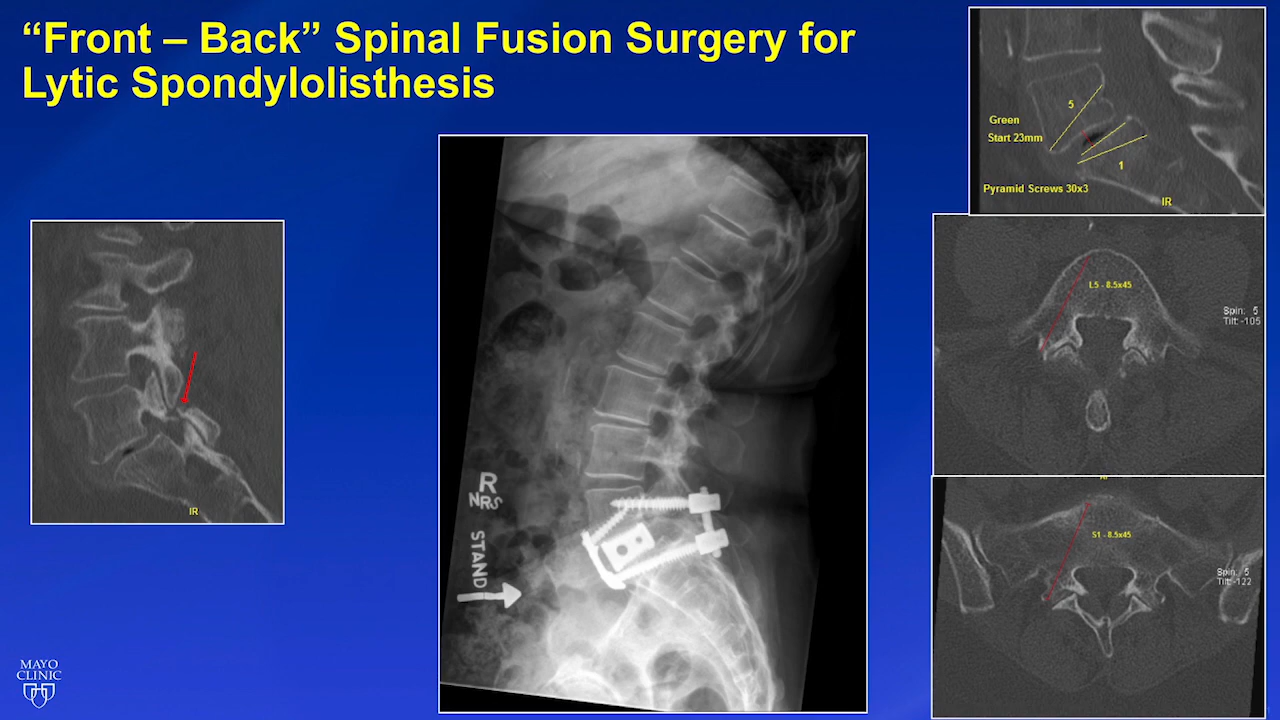 “Front – Back” Spinal Fusion Surgery for
Lytic Spondylolisthesis
IR
R
NRS
STAND
5
Green
Start 23mm
1
Pyramid Screws 30x3
IR
L5 - 8.5x45
Spin: 5
Tilt: -105
S1 - 8.5x45
Spin: 5
Tilt: -122
MAYO
CLINIC